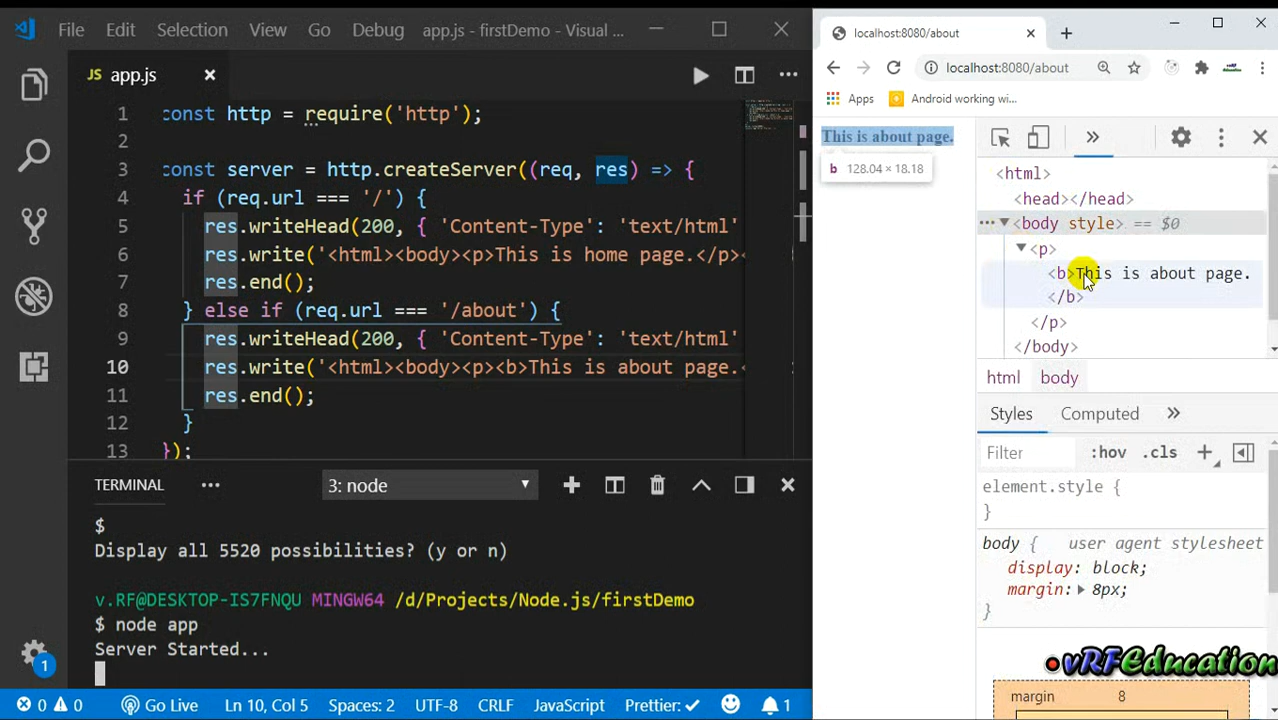 File Edit Selection View Go Debug app.js - firstDemo - Visual ...
JS app.js
1 const http = require('http');
2
3 const server = http.createServer((req, res) => {
4 if (req.url === '/') {
5 res.writeHead(200, { 'Content-Type': 'text/html'
6 res.write('<html><body><p>This is home page.</p><
7 res.end();
8 } else if (req.url === '/about') {
9 res.writeHead(200, { 'Content-Type': 'text/html'
10 res.write('<html><body><p><b>This is about page.<
11 res.end();
12 }
13 });
TERMINAL ... 3: node
$
Display all 5520 possibilities? (y or n)
v.RF@DESKTOP-IS7FNQU MINGW64 /d/Projects/Node.js/firstDemo
$ node app
Server Started...
1
0 0 Go Live Ln 10, Col 5 Spaces: 2 UTF-8 CRLF JavaScript Prettier: ✓ 1
localhost:8080/about
localhost:8080/about
Apps Android working wi...
This is about page.
b 128.04 × 18.18
<html>
<head></head>
... <body style> == $0
<p>
<b>This is about page.
</b>
</p>
</body>
html body
Styles Computed
Filter :hov .cls
element.style {
}
body { user agent stylesheet
display: block;
margin: 8px;
}
vRFEducation
margin 8